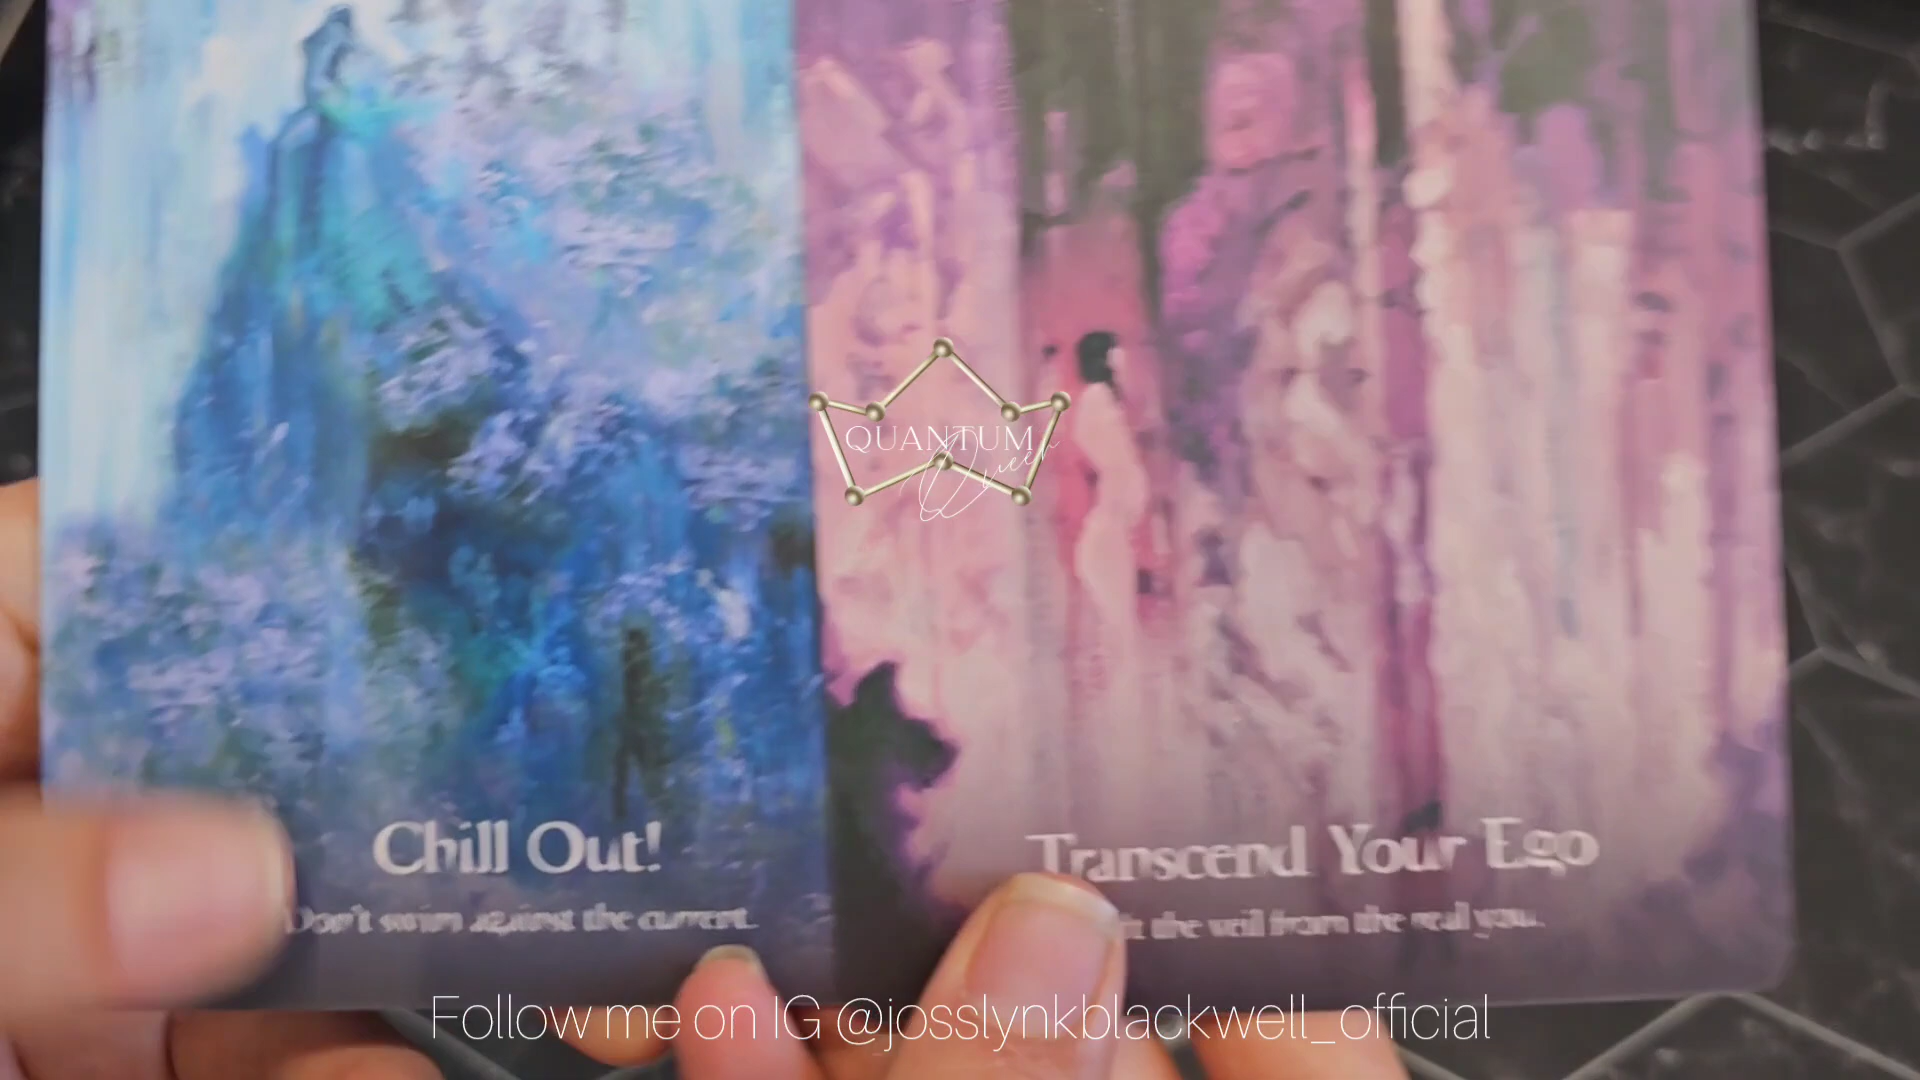 QUANTUM
Queen
Chill Out!
Don't swim against the current.
Transcend Your Ego
the veil from the real you.
Follow me on IG @josslynkblackwell_official